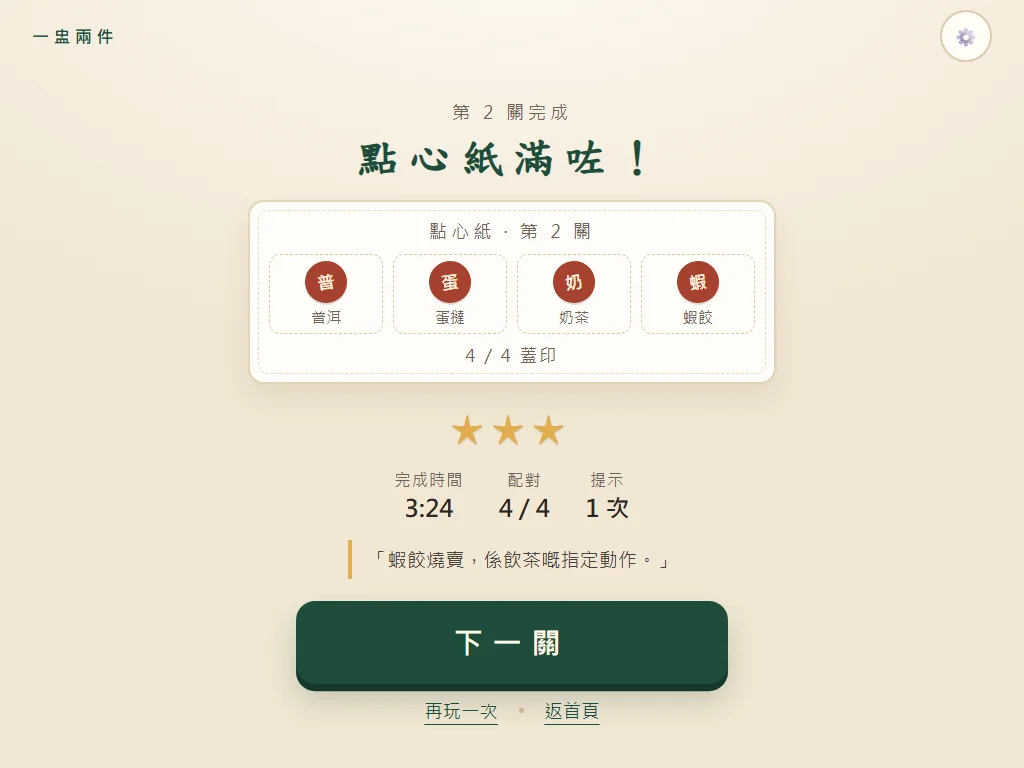 一盅兩件
第 2 關完成
點心紙滿咗！
點心紙 · 第 2 關
普 蛋 奶 蝦
普洱 蛋撻 奶茶 蝦餃
4 / 4 蓋印
完成時間 配對 提示
3:24 4 / 4 1 次
「蝦餃燒賣，係飲茶嘅指定動作。」
下一關
再玩一次 • 返首頁